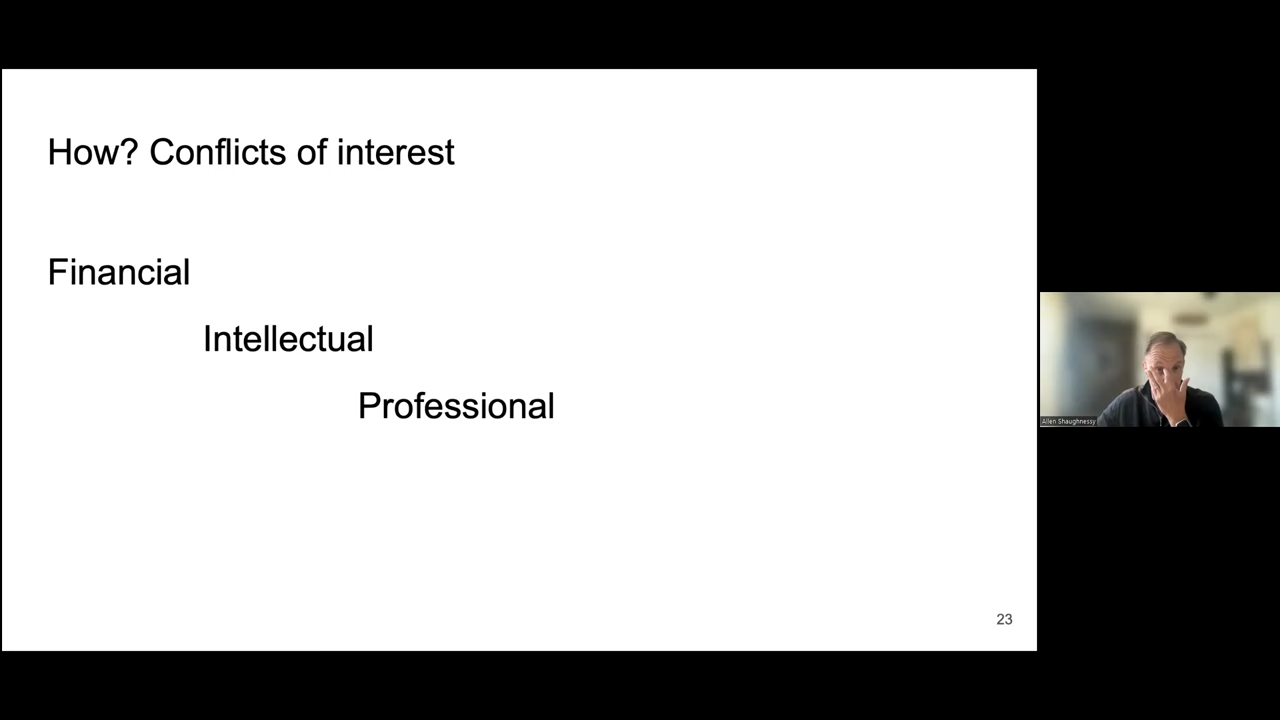 How? Conflicts of interest
Financial
Intellectual
Professional
Allen Shaughnessy
23